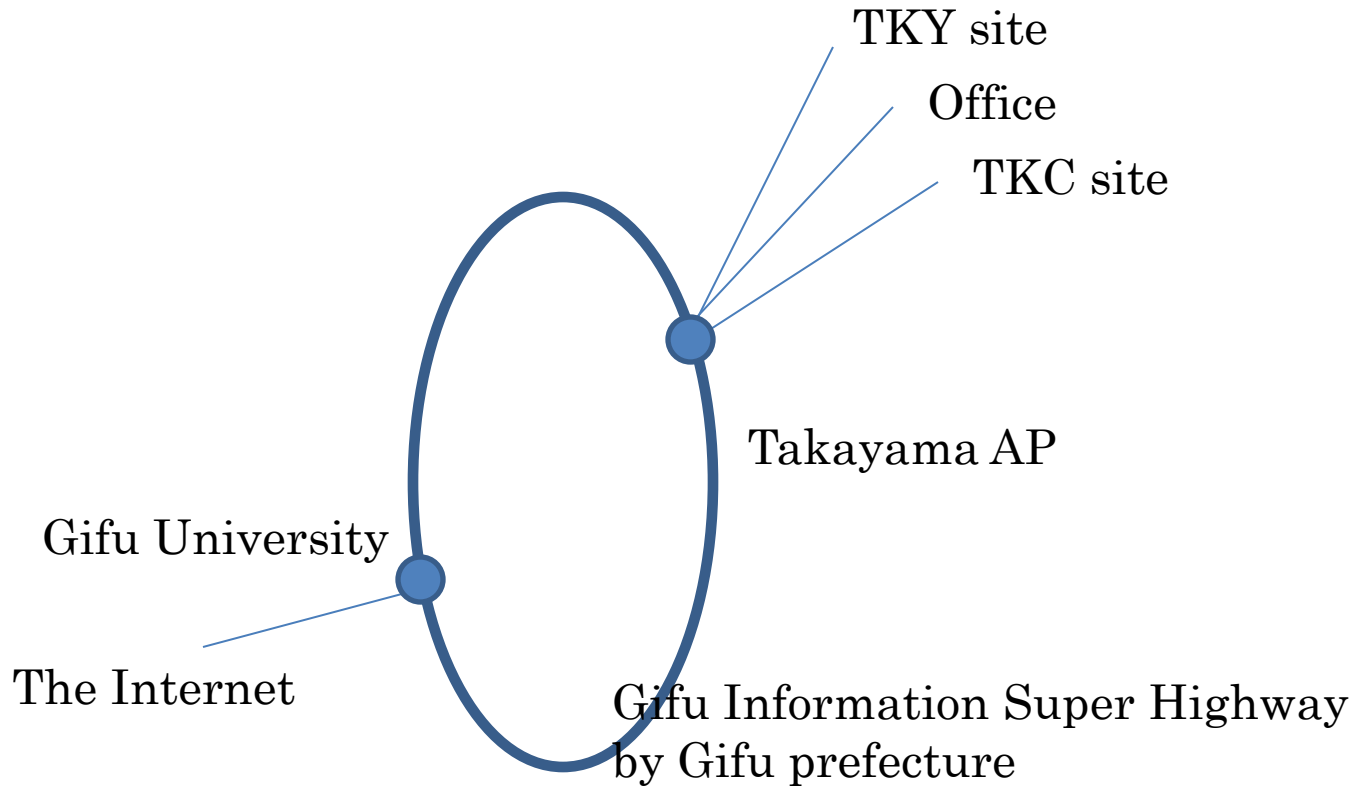 TKY site
Office
TKC site
Takayama AP
Gifu University
The Internet
Gifu Information Super Highway
by Gifu prefecture